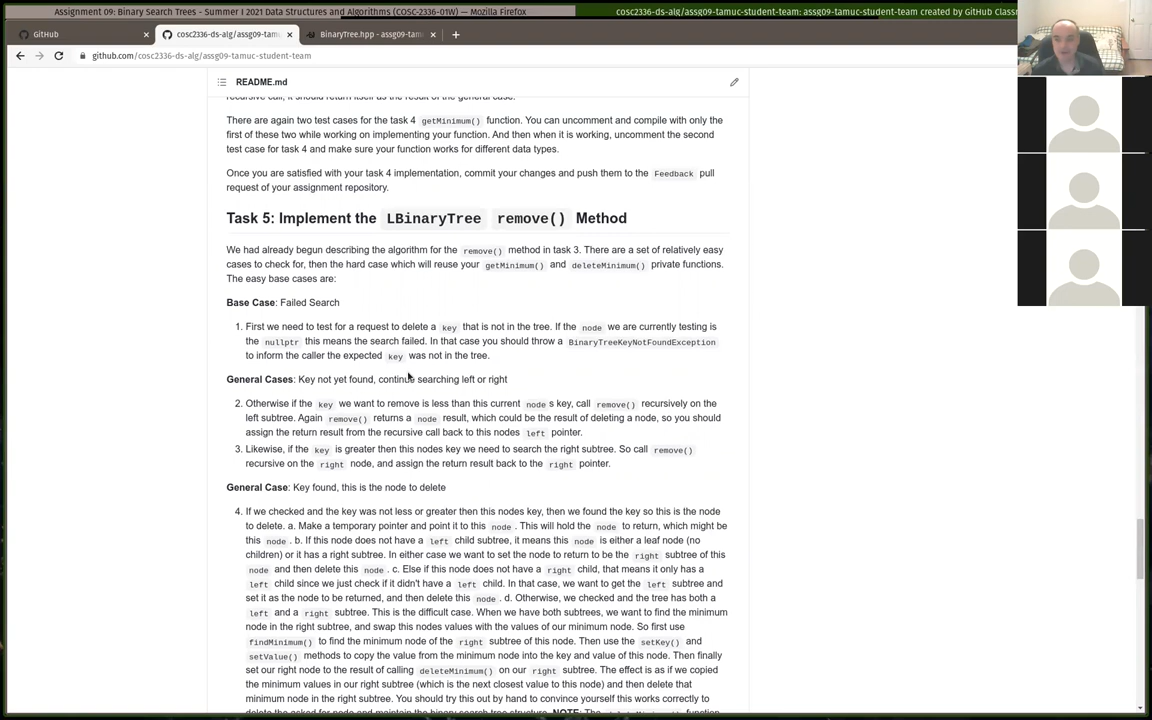 Assignment 09: Binary Search Trees - Summer I 2021 Data Structures and Algorithms (COSC-2336-01W) — Mozilla Firefox
cosc2336-ds-alg/assg09-tamuc-student-team: assg09-tamuc-student-team created by GitHub Classr
GitHub
cosc2336-ds-alg/assg09-tam
BinaryTree.hpp - assg09-tam
github.com/cosc2336-ds-alg/assg09-tamuc-student-team
README.md
recursive call, it should return itself as the result of the general case.
There are again two test cases for the task 4 getMinimum() function. You can uncomment and compile with only the
first of these two while working on implementing your function. And then when it is working, uncomment the second
test case for task 4 and make sure your function works for different data types.
Once you are satisfied with your task 4 implementation, commit your changes and push them to the Feedback pull
request of your assignment repository.
Task 5: Implement the LBinaryTree remove() Method
We had already begun describing the algorithm for the remove() method in task 3. There are a set of relatively easy
cases to check for, then the hard case which will reuse your getMinimum() and deleteMinimum() private functions.
The easy base cases are:
Base Case: Failed Search
1. First we need to test for a request to delete a key that is not in the tree. If the node we are currently testing is
the nullptr this means the search failed. In that case you should throw a BinaryTreeKeyNotFoundException
to inform the caller the expected key was not in the tree.
General Cases: Key not yet found, continue searching left or right
2. Otherwise if the key we want to remove is less than this current node s key, call remove() recursively on the
left subtree. Again remove() returns a node result, which could be the result of deleting a node, so you should
assign the return result from the recursive call back to this nodes left pointer.
3. Likewise, if the key is greater then this nodes key we need to search the right subtree. So call remove()
recursive on the right node, and assign the return result back to the right pointer.
General Case: Key found, this is the node to delete
4. If we checked and the key was not less or greater then this nodes key, then we found the key so this is the node
to delete. a. Make a temporary pointer and point it to this node . This will hold the node to return, which might be
this node . b. If this node does not have a left child subtree, it means this node is either a leaf node (no
children) or it has a right subtree. In either case we want to set the node to return to be the right subtree of this
node and then delete this node . c. Else if this node does not have a right child, that means it only has a
left child since we just check if it didn't have a left child. In that case, we want to get the left subtree and
set it as the node to be returned, and then delete this node . d. Otherwise, we checked and the tree has both a
left and a right subtree. This is the difficult case. When we have both subtrees, we want to find the minimum
node in the right subtree, and swap this nodes values with the values of our minimum node. So first use
findMinimum() to find the minimum node of the right subtree of this node. Then use the setKey() and
setValue() methods to copy the value from the minimum node into the key and value of this node. Then finally
set our right node to the result of calling deleteMinimum() on our right subtree. The effect is as if we copied
the minimum values in our right subtree (which is the next closest value to this node) and then delete that
minimum node in the right subtree. You should try this out by hand to convince yourself this works correctly to
delete the asked for node and maintain the binary search tree structure. NOTE: The deleteMinimum() function